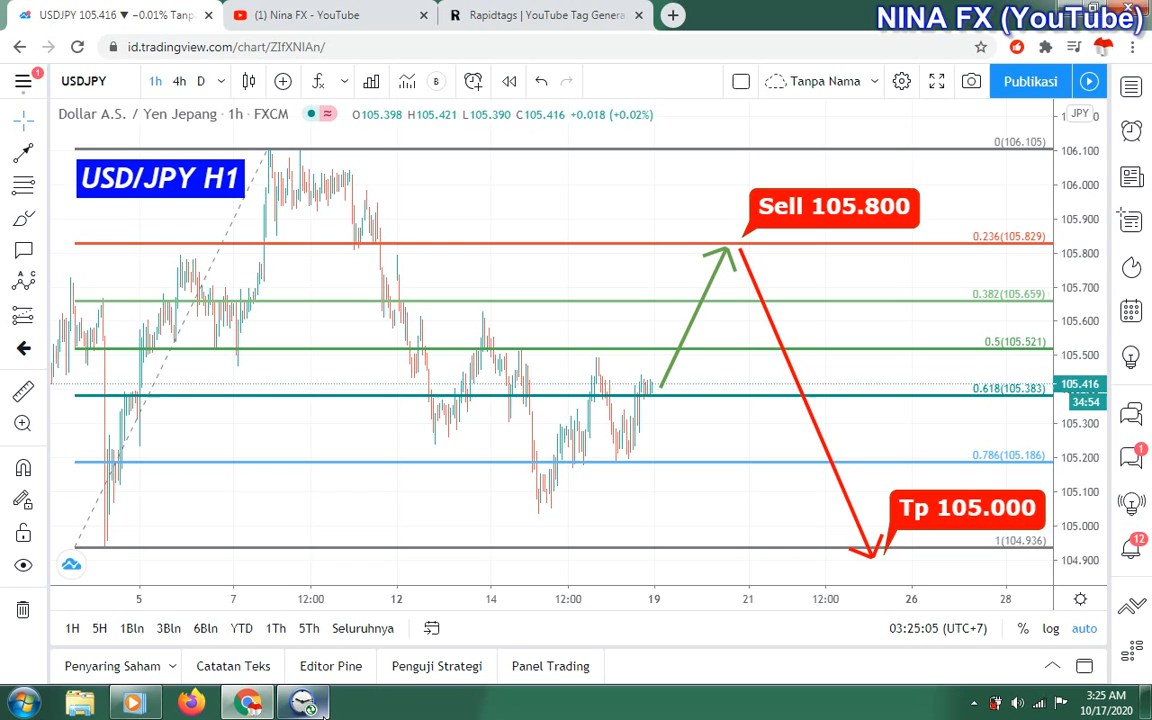 USDJPY 105.416 ▼ −0.01% Tanpa
(1) Nina FX - YouTube
Rapidtags | YouTube Tag Genera
NINA FX (YouTube)
id.tradingview.com/chart/ZIfXNIAn/
1
USDJPY
1h
4h
D
B
Tanpa Nama
Publikasi
Dollar A.S. / Yen Jepang · 1h · FXCM
O105.398 H105.421 L105.390 C105.416 +0.018 (+0.02%)
JPY
USD/JPY H1
0(106.105)
106.100
106.000
Sell 105.800
105.900
0.236(105.829)
105.800
0.382(105.659)
105.700
105.600
0.5(105.521)
105.500
105.416
34:54
0.618(105.383)
105.300
0.786(105.186)
105.200
105.100
Tp 105.000
105.000
1(104.936)
104.900
1
12
5
7
12:00
12
14
12:00
19
21
12:00
26
28
1H
5H
1Bln
3Bln
6Bln
YTD
1Th
5Th
Seluruhnya
03:25:05 (UTC+7)
%
log
auto
Penyaring Saham
Catatan Teks
Editor Pine
Penguji Strategi
Panel Trading
3:25 AM
10/17/2020